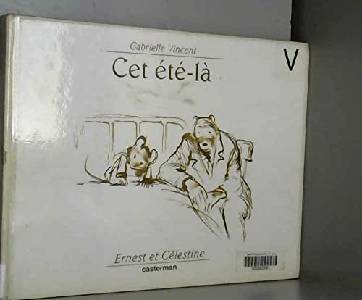 Gabrielle Vincent
V
Cet été-là
Ernest et Célestine
casterman